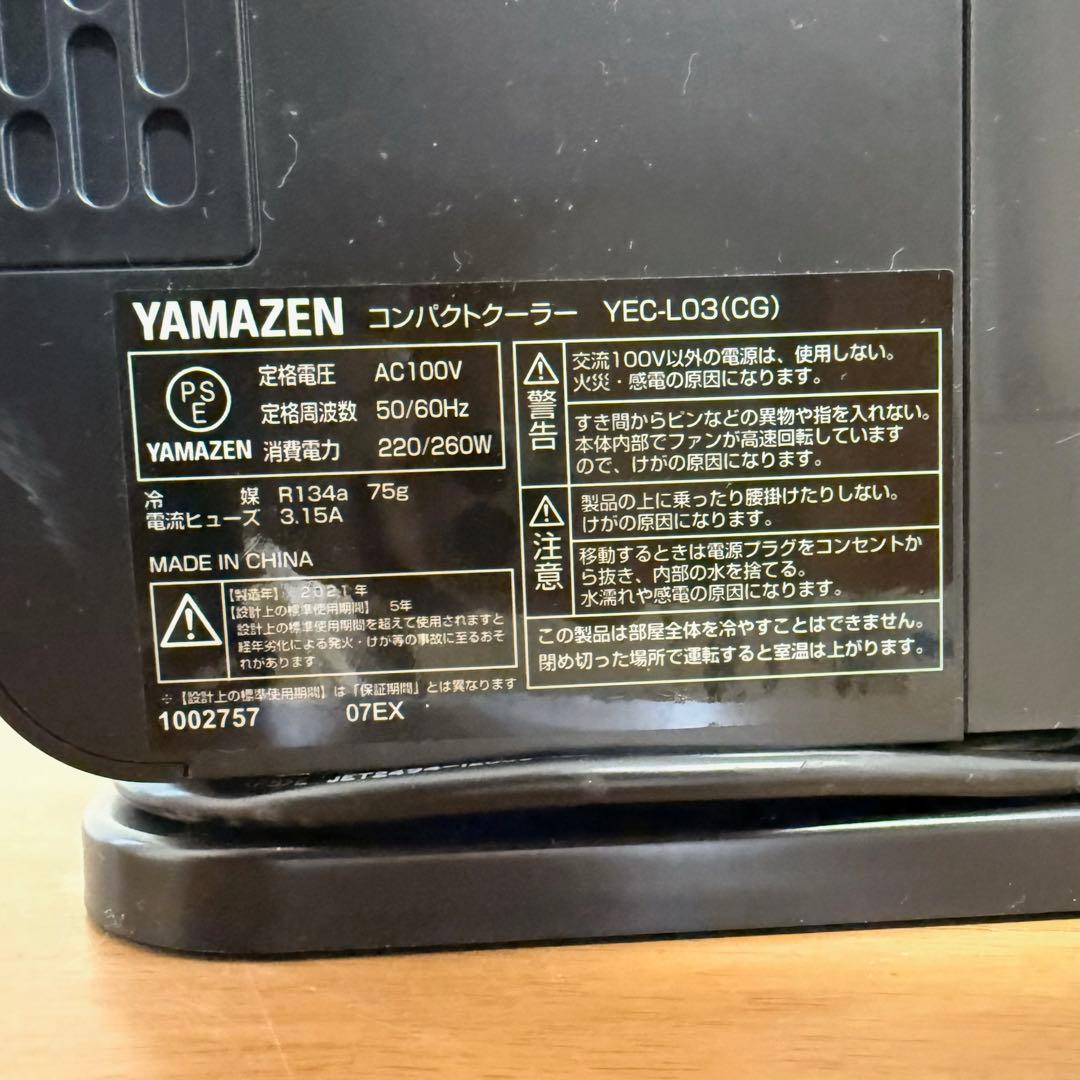 YAMAZEN コンパクトクーラー YEC-L03(CG)
PSE
YAMAZEN
定格電圧 AC100V
定格周波数 50/60Hz
消費電力 220/260W
冷媒 R134a 75g
電流ヒューズ 3.15A
MADE IN CHINA
【製造年】 2021年
【設計上の標準使用期間】 5年
設計上の標準使用期間を超えて使用されますと
経年劣化による発火・けが等の事故に至るおそ
れがあります
※【設計上の標準使用期間】は「保証期間」とは異なります
1002757 07EX
警告
交流100V以外の電源は、使用しない。
火災・感電の原因になります。
すき間からピンなどの異物や指を入れない。
本体内部でファンが高速回転しています
ので、けがの原因になります。
注意
製品の上に乗ったり腰掛けたりしない。
けがの原因になります。
移動するときは電源プラグをコンセントか
ら抜き、内部の水を捨てる。
水濡れや感電の原因になります。
この製品は部屋全体を冷やすことはできません。
閉め切った場所で運転すると室温は上がります。